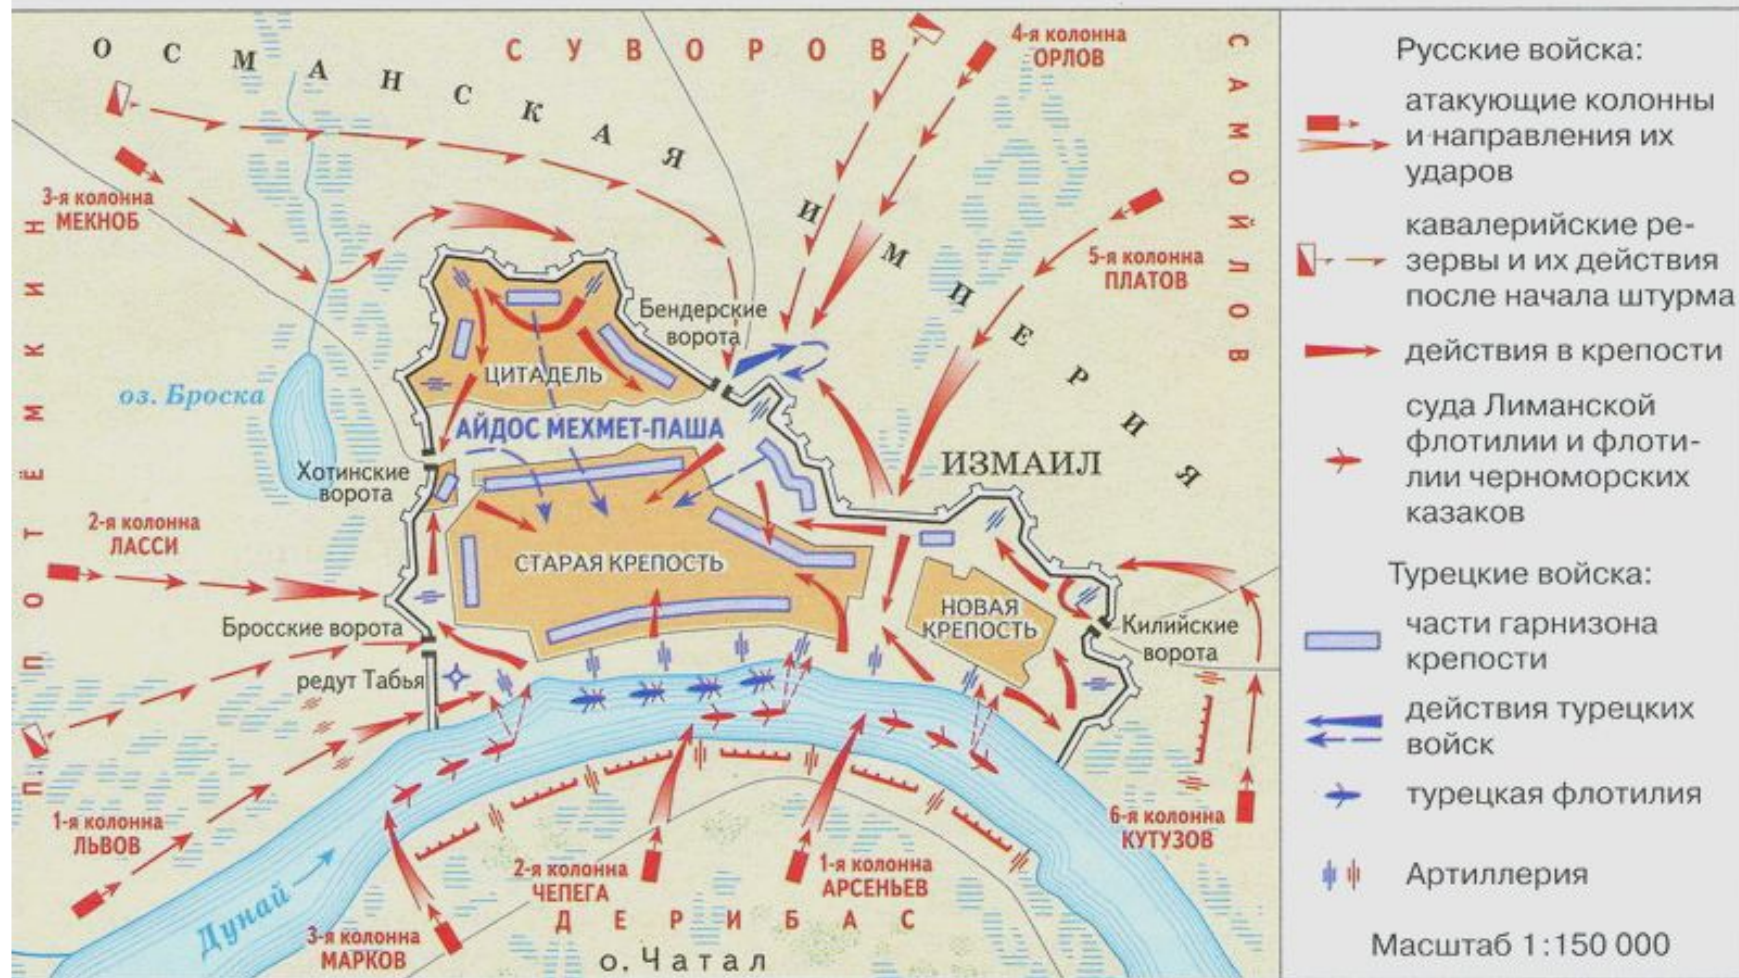 ОСМАНСКАЯ
ИМПЕРИЯ
СУВОРОВ
САМОЙЛОВ
П. ПОТЁМКИН
4-я колонна
ОРЛОВ
3-я колонна
МЕКНОБ
5-я колонна
ПЛАТОВ
Бендерские
ворота
ЦИТАДЕЛЬ
оз. Броска
АЙДОС МЕХМЕТ-ПАША
ИЗМАИЛ
Хотинские
ворота
2-я колонна
ЛАССИ
СТАРАЯ КРЕПОСТЬ
НОВАЯ
КРЕПОСТЬ
Бросские ворота
Килийские
ворота
редут Табья
1-я колонна
ЛЬВОВ
6-я колонна
КУТУЗОВ
2-я колонна
ЧЕПЕГА
1-я колонна
АРСЕНЬЕВ
Дунай
3-я колонна
МАРКОВ
ДЕРИБАС
о. Чатал
Русские войска:
атакующие колонны
и направления их
ударов
кавалерийские ре-
зервы и их действия
после начала штурма
действия в крепости
суда Лиманской
флотилии и флоти-
лии черноморских
казаков
Турецкие войска:
части гарнизона
крепости
действия турецких
войск
турецкая флотилия
Артиллерия
Масштаб 1:150 000